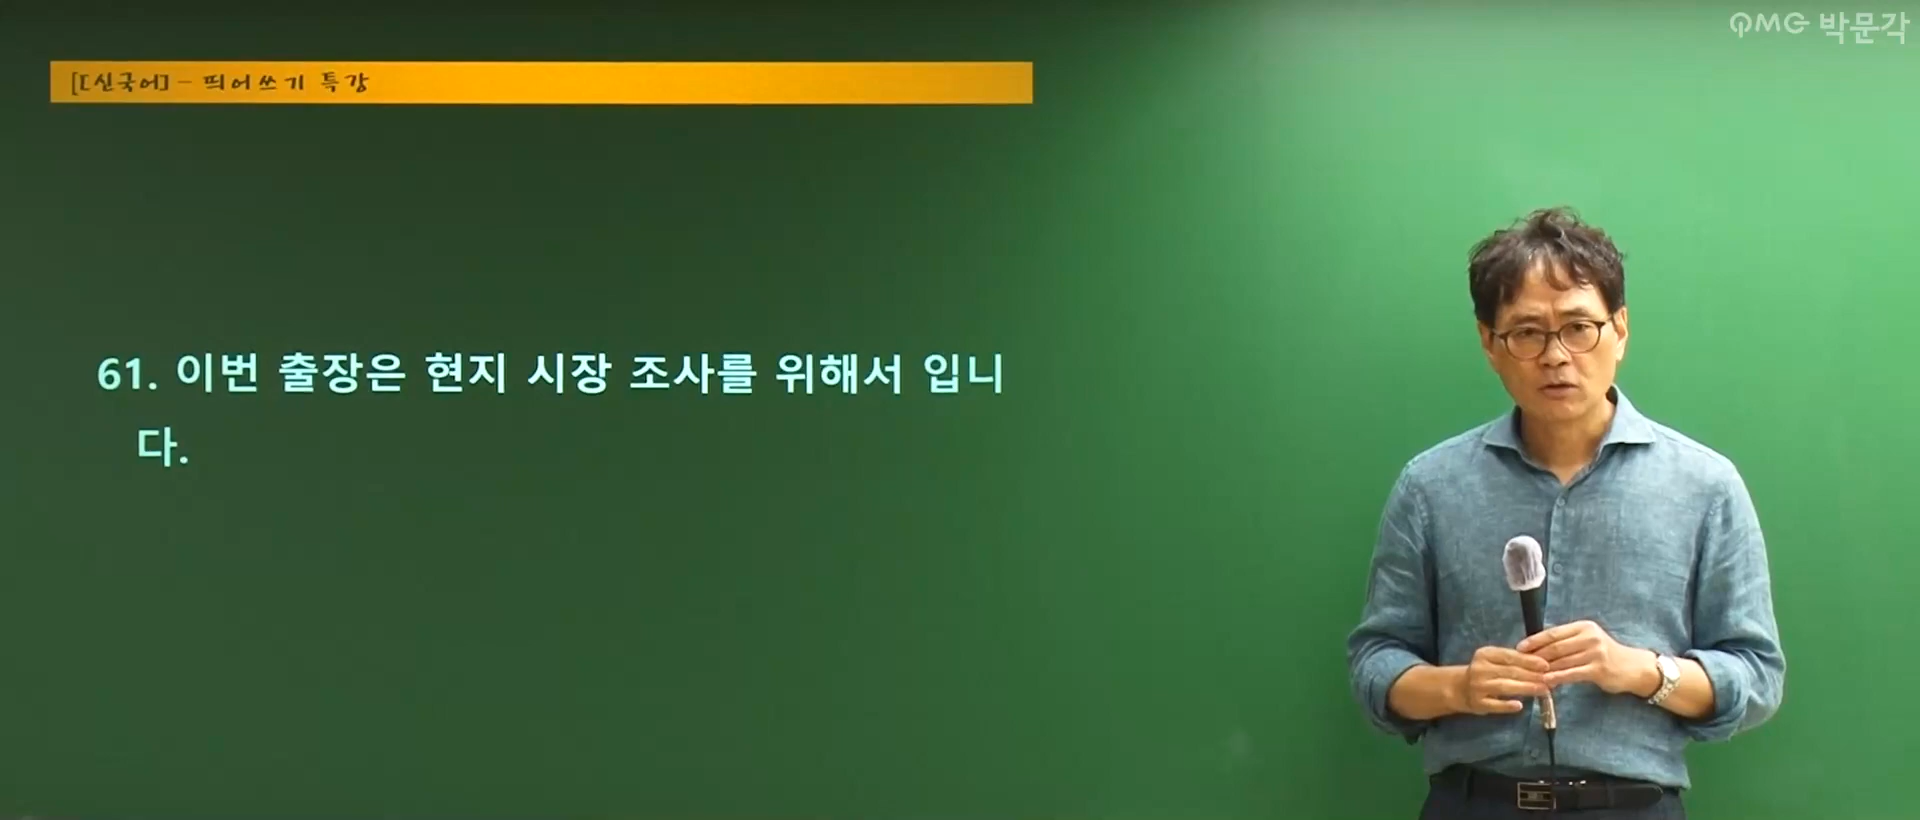 PMG 박문각
[[신국어] - 띄어쓰기 특강
61. 이번 출장은 현지 시장 조사를 위해서 입니
다.